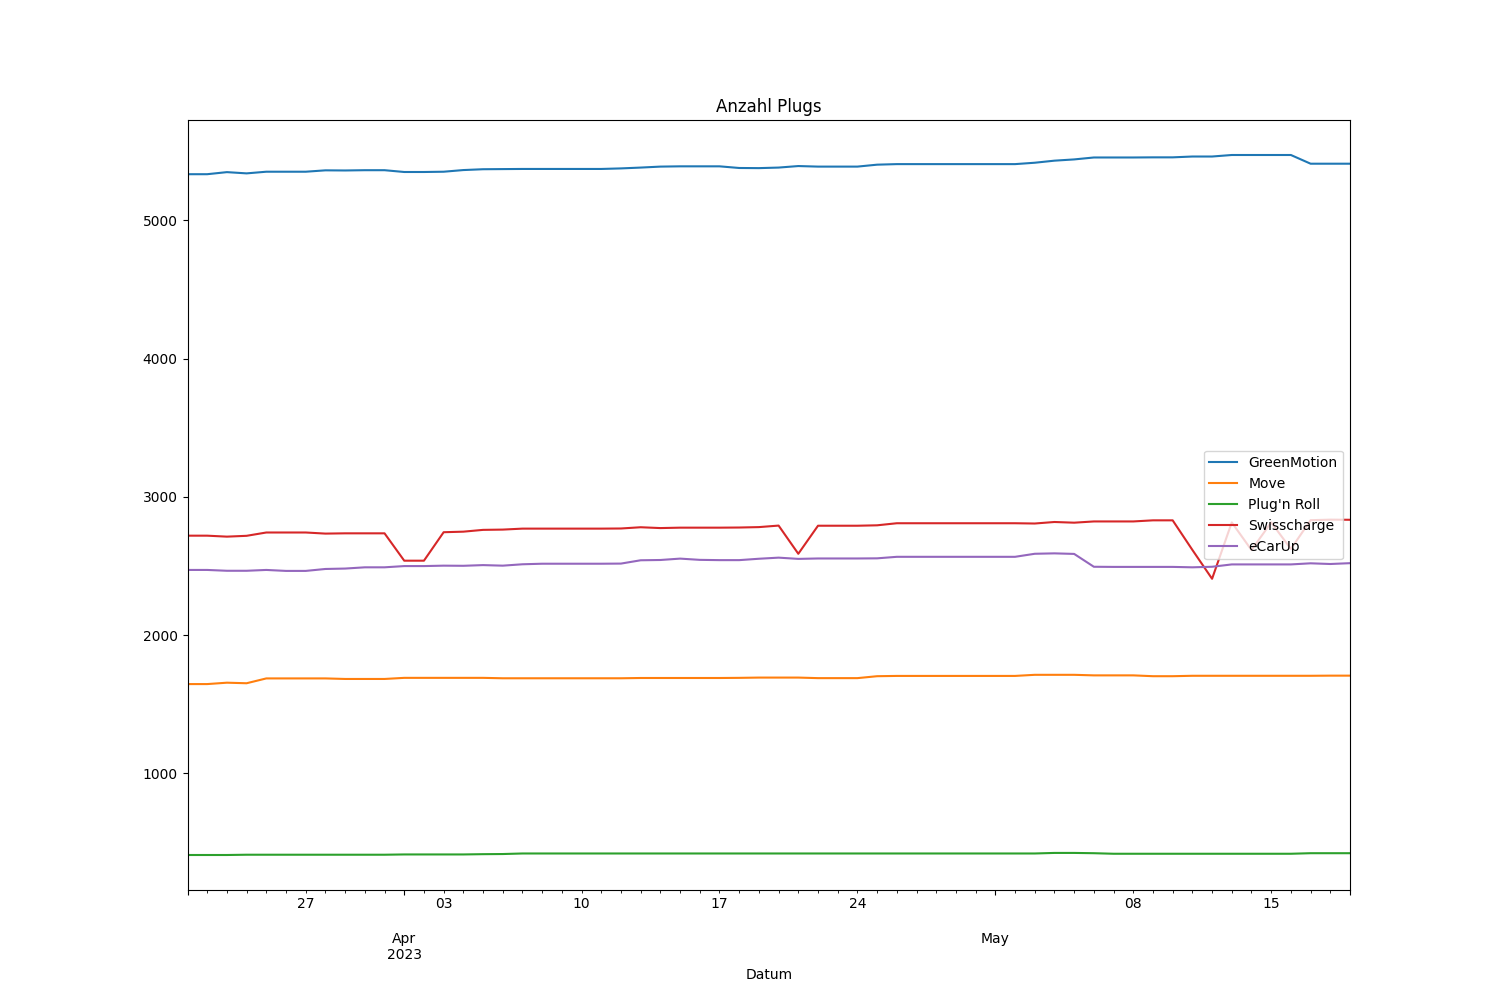 Anzahl Plugs
5000
4000
3000
2000
1000
GreenMotion
Move
Plug'n Roll
Swisscharge
eCarUp
27 03 10 17 24 08 15
Apr May
2023
Datum